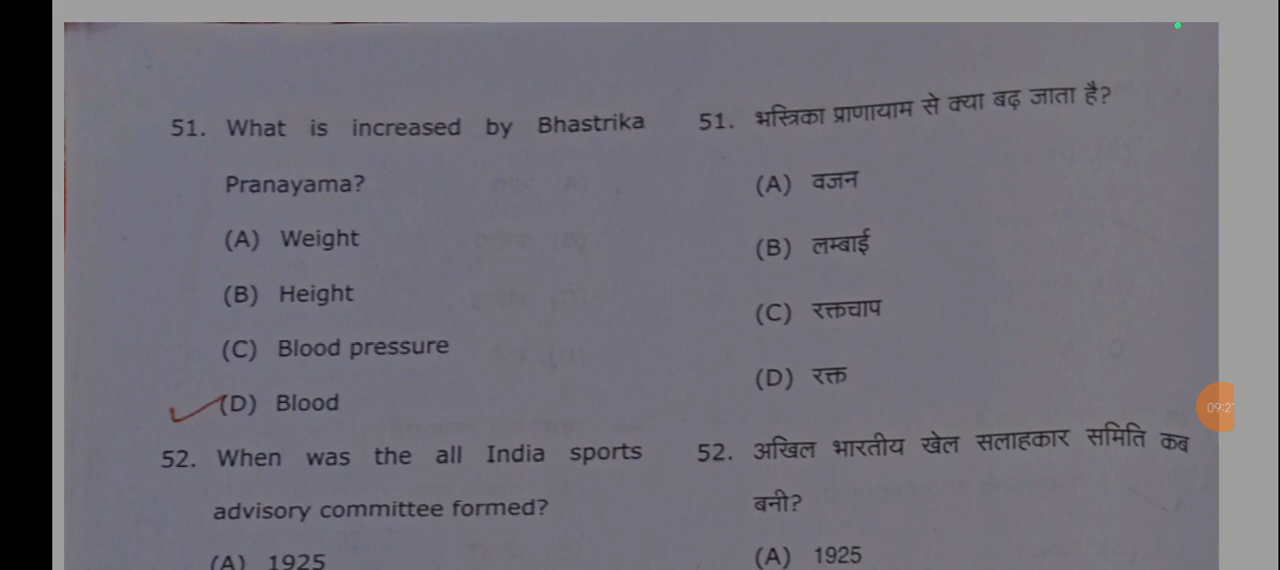 51. What is increased by Bhastrika
Pranayama?
(A) Weight
(B) Height
(C) Blood pressure
(D) Blood
52. When was the all India sports
advisory committee formed?
(A) 1925
51. भस्त्रिका प्राणायाम से क्या बढ़ जाता है?
(A) वजन
(B) लम्बाई
(C) रक्तचाप
(D) रक्त
52. अखिल भारतीय खेल सलाहकार समिति कब
बनी?
(A) 1925